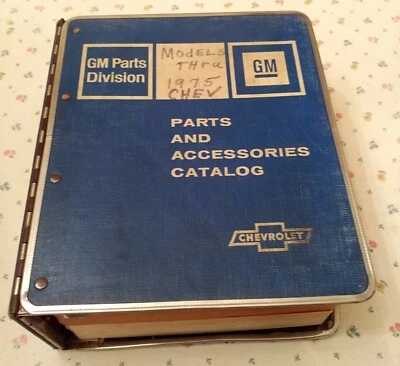 GM Parts
Division
MODELS
THru
1975
CHEV
GM
PARTS
AND
ACCESSORIES
CATALOG
CHEVROLET